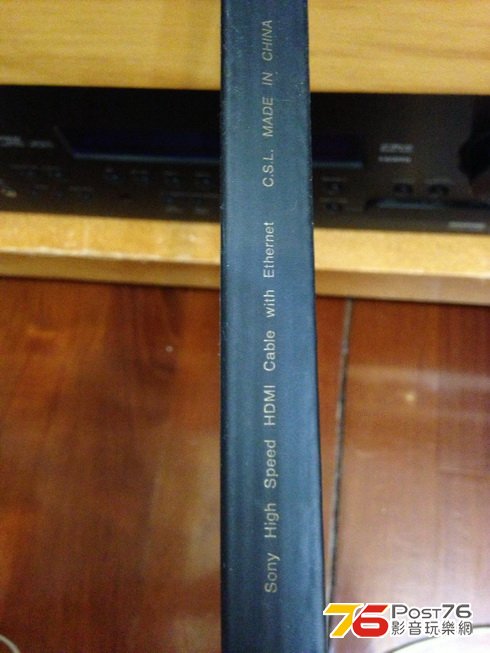 Sony High Speed HDMI Cable with Ethernet C.S.L. MADE IN CHINA
76 POST76
影音玩樂網